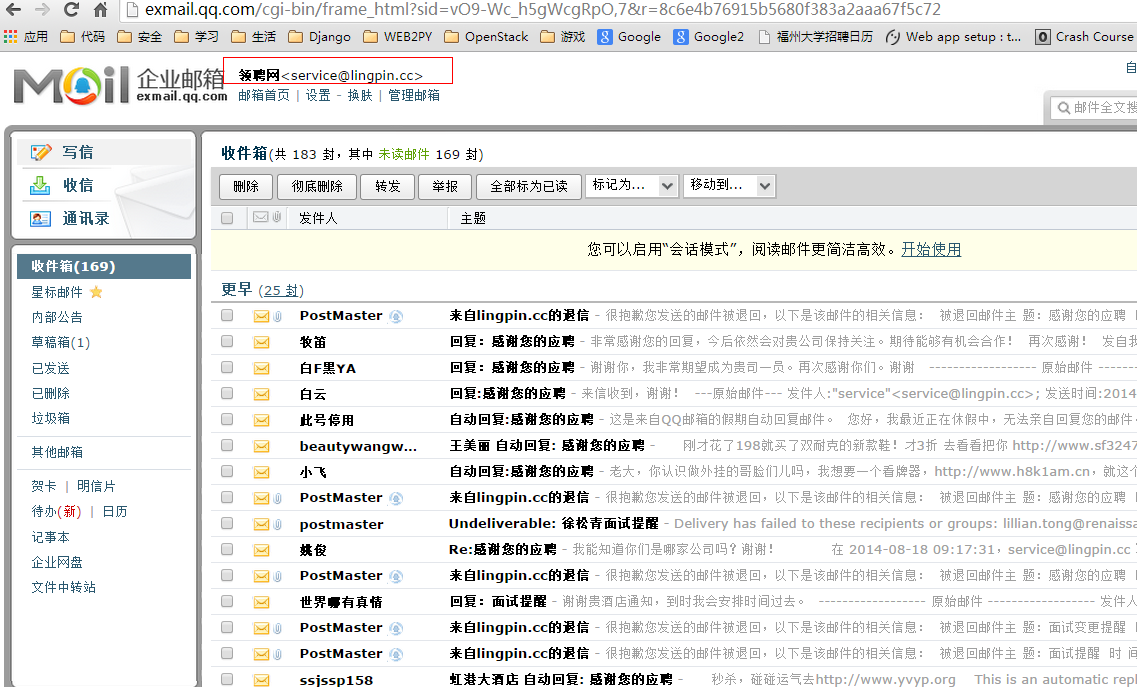 exmail.qq.com/cgi-bin/frame_html?sid=vO9-Wc_h5gWcgRpO,7&r=8c6e4b76915b5680f383a2aaa67f5c72
应用 代码 安全 学习 生活 Django WEB2PY OpenStack 游戏 Google Google2 福州大学招聘日历 Web app setup : t... Crash Course
MOil 企业邮箱 exmail.qq.com
领聘网<service@lingpin.cc>
自
邮箱首页 | 设置 - 换肤 | 管理邮箱
邮件全文搜
写信
收信
通讯录
收件箱(169)
星标邮件
内部公告
草稿箱(1)
已发送
已删除
垃圾箱
其他邮箱
贺卡 | 明信片
待办(新) | 日历
记事本
企业网盘
文件中转站
收件箱(共 183 封，其中 未读邮件 169 封)
删除 彻底删除 转发 举报 全部标为已读 标记为... 移动到...
发件人 主题
您可以启用“会话模式”，阅读邮件更简洁高效。开始使用
更早 (25 封)
PostMaster 来自lingpin.cc的退信 - 很抱歉您发送的邮件被退回，以下是该邮件的相关信息： 被退回邮件主 题：感谢您的应聘
牧笛 回复：感谢您的应聘 - 非常感谢您的回复，今后依然会对贵公司保持关注。期待能够有机会合作！ 再次感谢！ 发自我
白F黑YA 回复：感谢您的应聘 - 谢谢你，我非常期望成为贵司一员。再次感谢你们。谢谢 ------------------ 原始邮件 -------
白云 回复:感谢您的应聘 - 来信收到，谢谢！ ---原始邮件--- 发件人:"service"<service@lingpin.cc>; 发送时间:2014
此号停用 自动回复:感谢您的应聘 - 这是来自QQ邮箱的假期自动回复邮件。 您好，我最近正在休假中，无法亲自回复您的邮件
beautywangw... 王美丽 自动回复: 感谢您的应聘 - 刚才花了198就买了双耐克的新款鞋！才3折 去看看把你 http://www.sf3247
小飞 自动回复:感谢您的应聘 - 老大，你认识做外挂的哥脸们儿吗，我想要一个看牌器，http://www.h8k1am.cn，就这个
PostMaster 来自lingpin.cc的退信 - 很抱歉您发送的邮件被退回，以下是该邮件的相关信息： 被退回邮件主 题：感谢您的应聘
postmaster Undeliverable: 徐松青面试提醒 - Delivery has failed to these recipients or groups: lillian.tong@renaissa
姚俊 Re:感谢您的应聘 - 我能知道你们是哪家公司吗？谢谢！ 在 2014-08-18 09:17:31，service@lingpin.cc
PostMaster 来自lingpin.cc的退信 - 很抱歉您发送的邮件被退回，以下是该邮件的相关信息： 被退回邮件主 题：感谢您的应聘
世界哪有真情 回复：面试提醒 - 谢谢贵酒店通知，到时我会安排时间过去。 ------------------ 原始邮件 ------------------ 发件人
PostMaster 来自lingpin.cc的退信 - 很抱歉您发送的邮件被退回，以下是该邮件的相关信息： 被退回邮件主 题：面试变更提醒
PostMaster 来自lingpin.cc的退信 - 很抱歉您发送的邮件被退回，以下是该邮件的相关信息： 被退回邮件主 题：面试提醒 时 间
ssjssp158 虹港大酒店 自动回复: 感谢您的应聘 - 秒杀，碰碰运气去http://www.yvyp.org This is an automatic repl